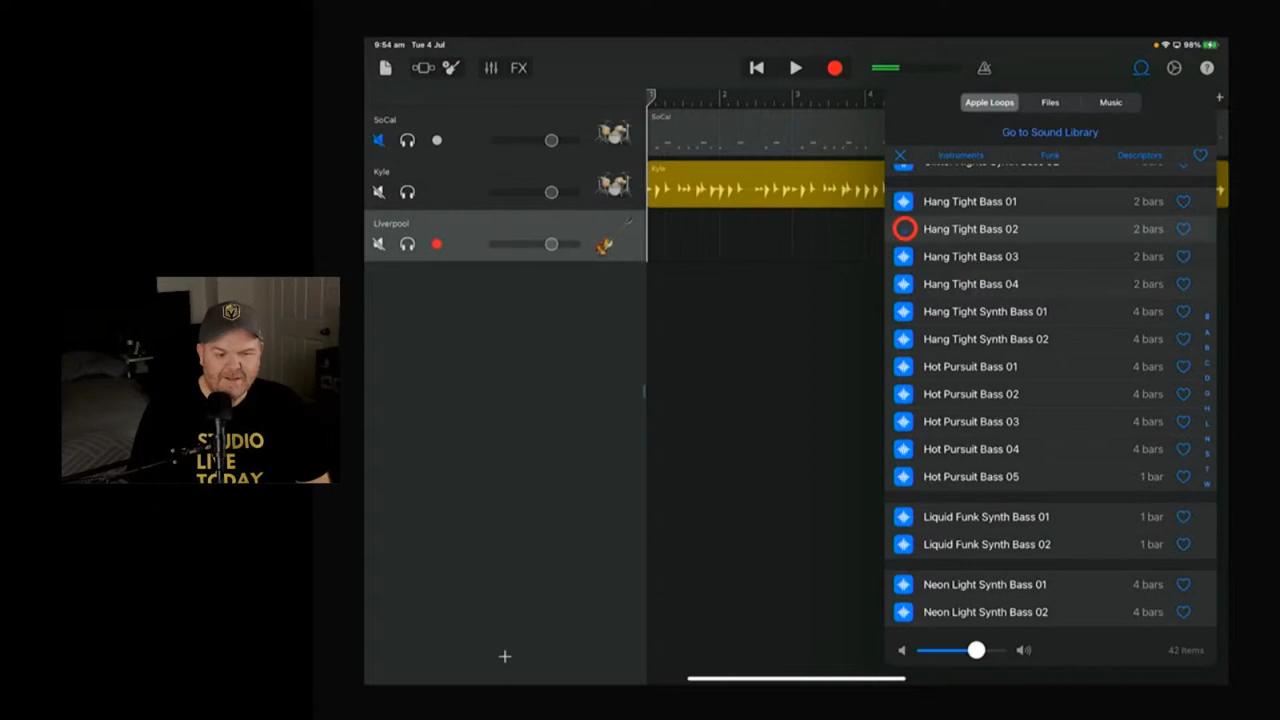 9:54 am Tue 4 Jul
98%
FX
Apple Loops Files Music
Go to Sound Library
Instruments Funk Descriptors
SoCal
Kyle
Liverpool
1 2 3 4
SoCal
Kyle
Hang Tight Bass 01 2 bars
Hang Tight Bass 02 2 bars
Hang Tight Bass 03 2 bars
Hang Tight Bass 04 2 bars
Hang Tight Synth Bass 01 4 bars
Hang Tight Synth Bass 02 4 bars
Hot Pursuit Bass 01 4 bars
Hot Pursuit Bass 02 4 bars
Hot Pursuit Bass 03 4 bars
Hot Pursuit Bass 04 4 bars
Hot Pursuit Bass 05 1 bar
Liquid Funk Synth Bass 01 1 bar
Liquid Funk Synth Bass 02 1 bar
Neon Light Synth Bass 01 4 bars
Neon Light Synth Bass 02 4 bars
42 items
STUDIO
LIVE
TODAY